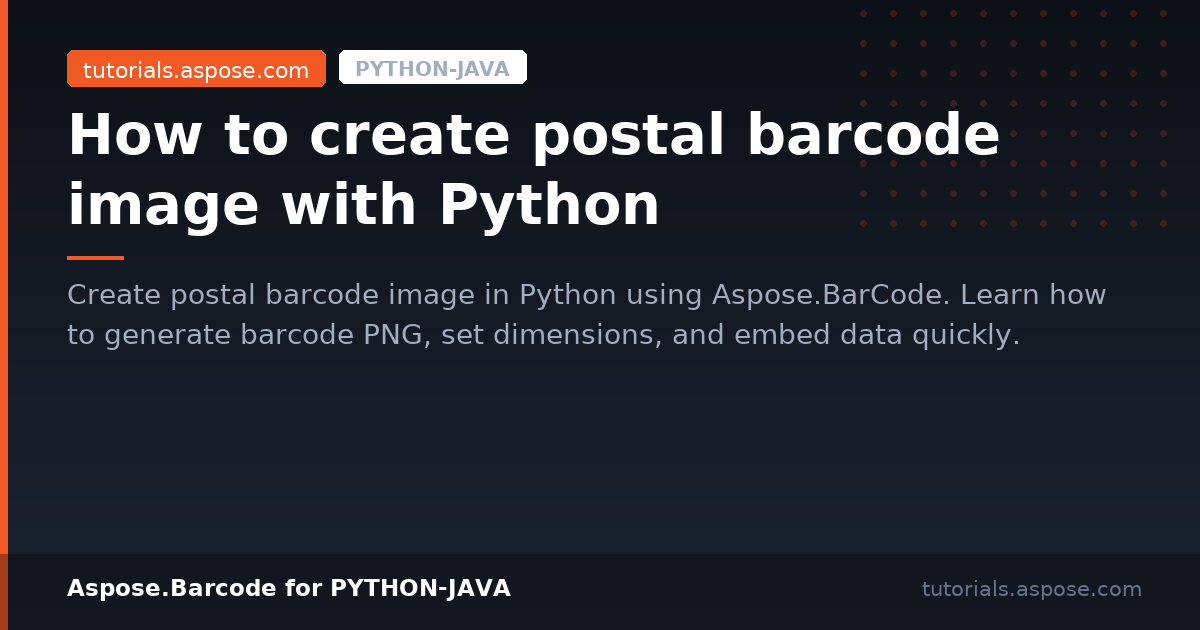 tutorials.aspose.com
PYTHON-JAVA
How to create postal barcode
image with Python
Create postal barcode image in Python using Aspose.BarCode. Learn how
to generate barcode PNG, set dimensions, and embed data quickly.
Aspose.Barcode for PYTHON-JAVA
tutorials.aspose.com